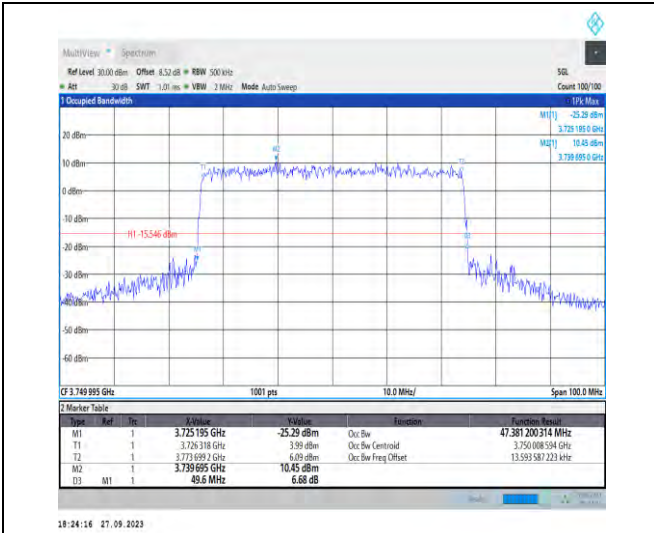 MultiView Spectrum
Ref Level 30.00 dBm Offset 8.52 dB RBW 500 kHz SGL
Att 30 dB SWT 1.01 ms VBW 2 MHz Mode Auto Sweep Count 100/100
1 Occupied Bandwidth 1Pk Max
M1[1] -25.29 dBm
3.725 195 0 GHz
20 dBm M2[1] 10.45 dBm
3.739 695 0 GHz
M2
T1 T2
10 dBm
0 dBm
-10 dBm
H1 -15.546 dBm
-20 dBm
M1
-30 dBm
-40 dBm
-50 dBm
-60 dBm
CF 3.749 995 GHz 1001 pts 10.0 MHz/ Span 100.0 MHz
2 Marker Table
Type Ref Trc X-Value Y-Value Function Function Result
M1 1 3.725 195 GHz -25.29 dBm Occ Bw 47.381 200 314 MHz
T1 1 3.726 318 GHz 3.99 dBm Occ Bw Centroid 3.750 008 594 GHz
T2 1 3.773 699 2 GHz 6.09 dBm Occ Bw Freq Offset 13.593 587 223 kHz
M2 1 3.739 695 GHz 10.45 dBm
D3 M1 1 49.6 MHz 6.68 dB
18:24:16 27.09.2023